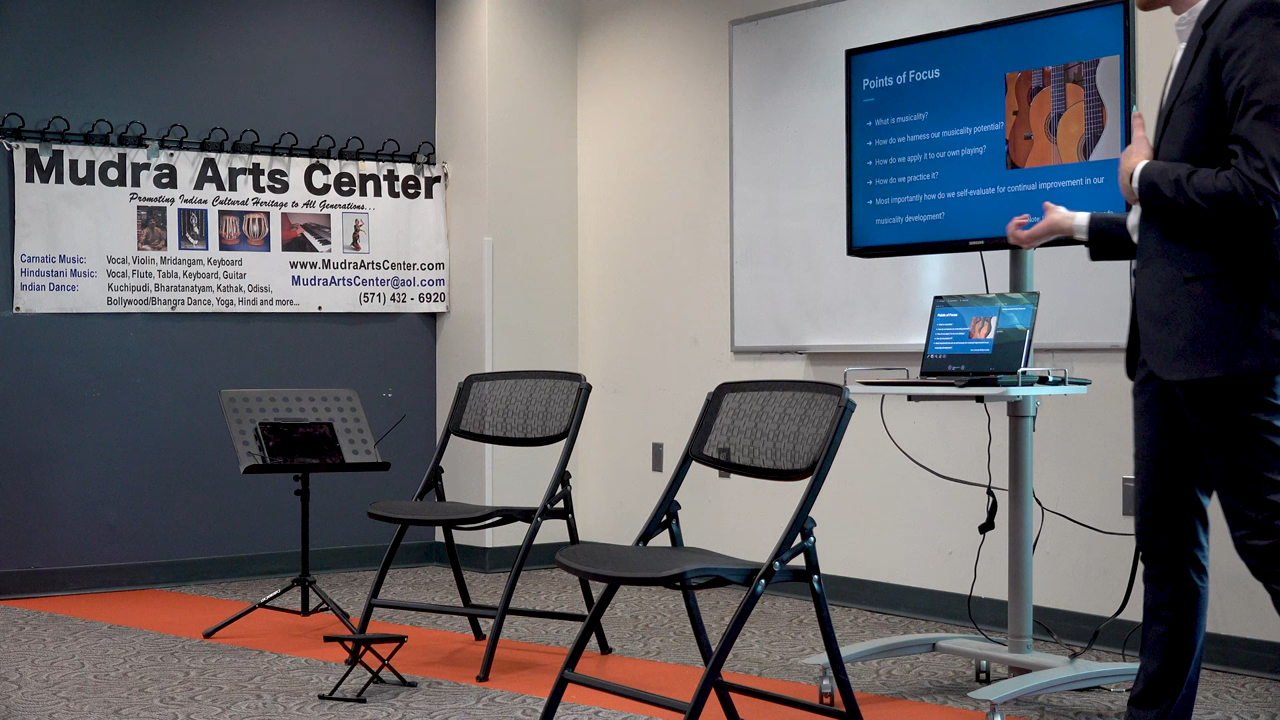 Mudra Arts Center
Promoting Indian Cultural Heritage to All Generations...
Carnatic Music: Vocal, Violin, Mridangam, Keyboard
Hindustani Music: Vocal, Flute, Tabla, Keyboard, Guitar
Indian Dance: Kuchipudi, Bharatanatyam, Kathak, Odissi,
Bollywood/Bhangra Dance, Yoga, Hindi and more...
www.MudraArtsCenter.com
MudraArtsCenter@aol.com
(571) 432 - 6920
Points of Focus
→ What is musicality?
→ How do we harness our musicality potential?
→ How do we apply it to our own playing?
→ How do we practice it?
→ Most importantly how do we self-evaluate for continual improvement in our
musicality development?
SAMSUNG
Points of Focus